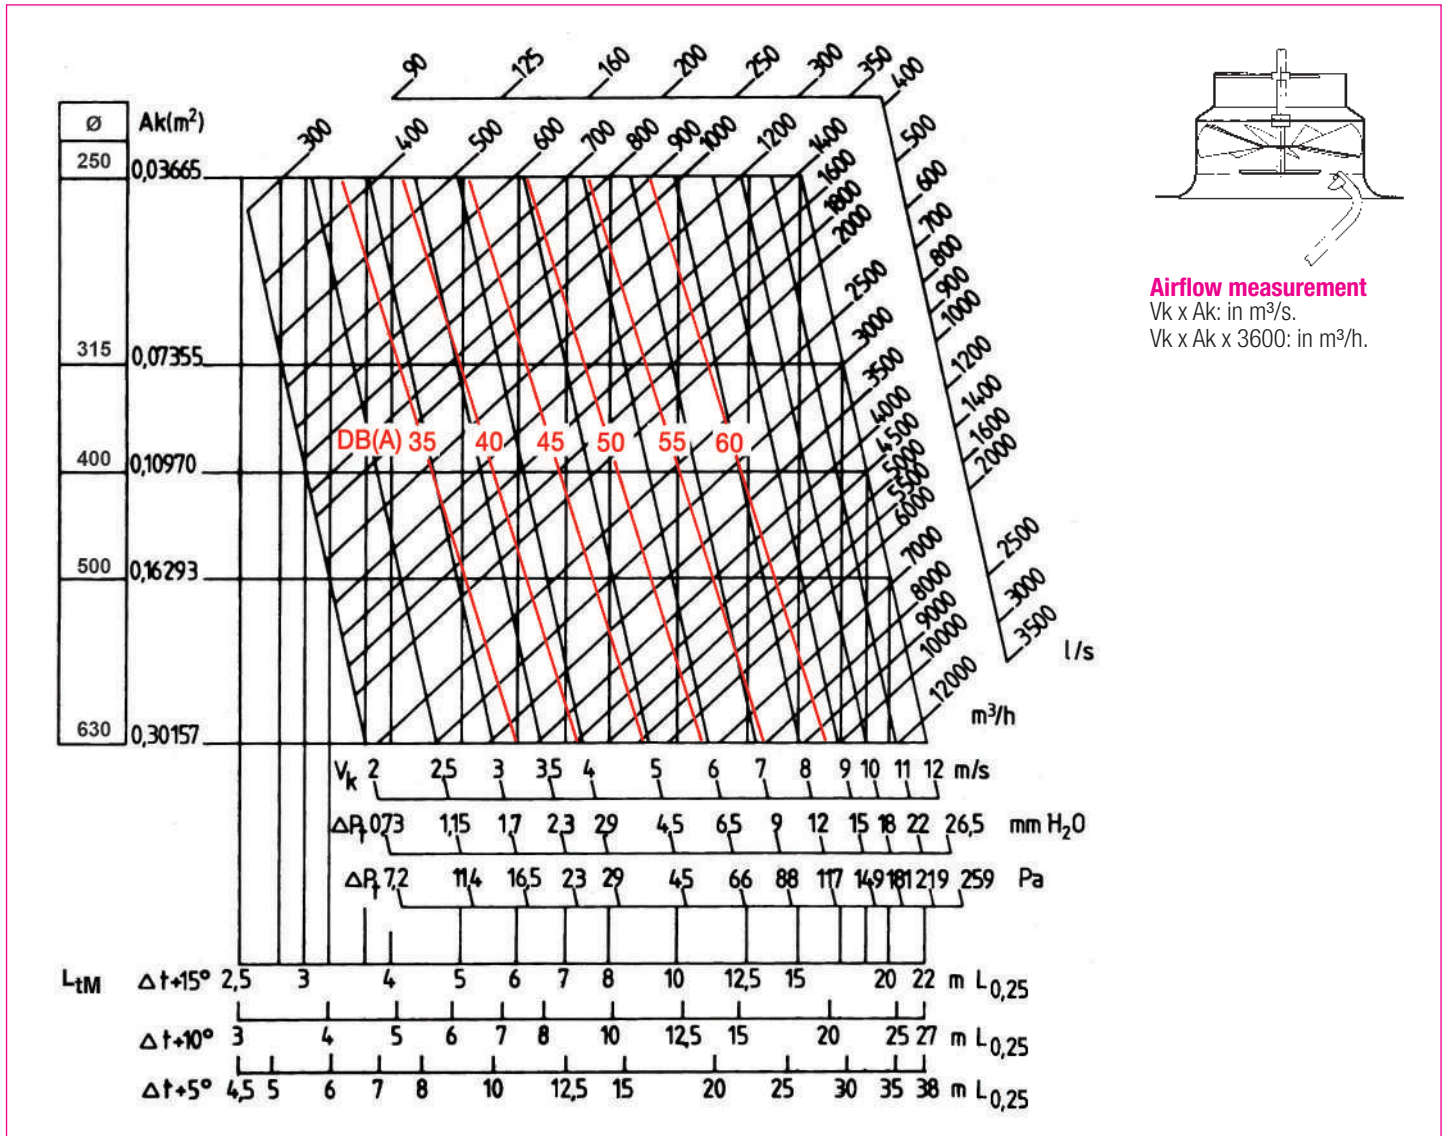 90 125 160 200 250 300 350 400
500
600
700
800
900
1000
1200
1400
1600
2000
2500
3000
3500
l/s
Ø Ak(m²)
300 400 500 600 700 800 900 1000 1200 1400
1600
1800
2000
2500
3000
3500
4000
4500
5000
5500
6000
7000
8000
9000
10000
12000
m³/h
250 0,03665
315 0,07355
DB(A) 35 40 45 50 55 60
400 0,10970
500 0,16293
630 0,30157
Vk 2 2,5 3 3,5 4 5 6 7 8 9 10 11 12 m/s
ΔPt 0,73 1,15 1,7 2,3 2,9 4,5 6,5 9 12 15 18 22 26,5 mm H₂O
ΔPt 7,2 11,4 16,5 23 29 45 66 88 117 149 181 219 259 Pa
LtM Δt+15° 2,5 3 4 5 6 7 8 10 12,5 15 20 22 m L0,25
Δt+10° 3 4 5 6 7 8 10 12,5 15 20 25 27 m L0,25
Δt+5° 4,5 5 6 7 8 10 12,5 15 20 25 30 35 38 m L0,25
Airflow measurement
Vk x Ak: in m³/s.
Vk x Ak x 3600: in m³/h.